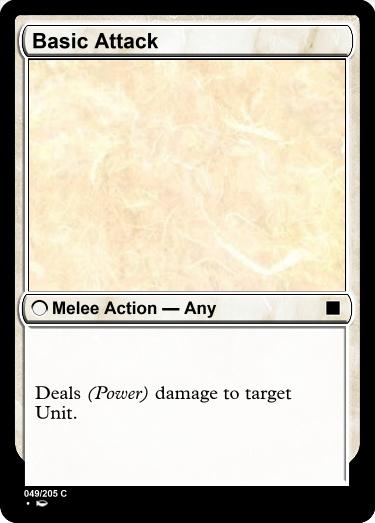 Basic Attack
Melee Action — Any
Deals (Power) damage to target
Unit.
049/205 C